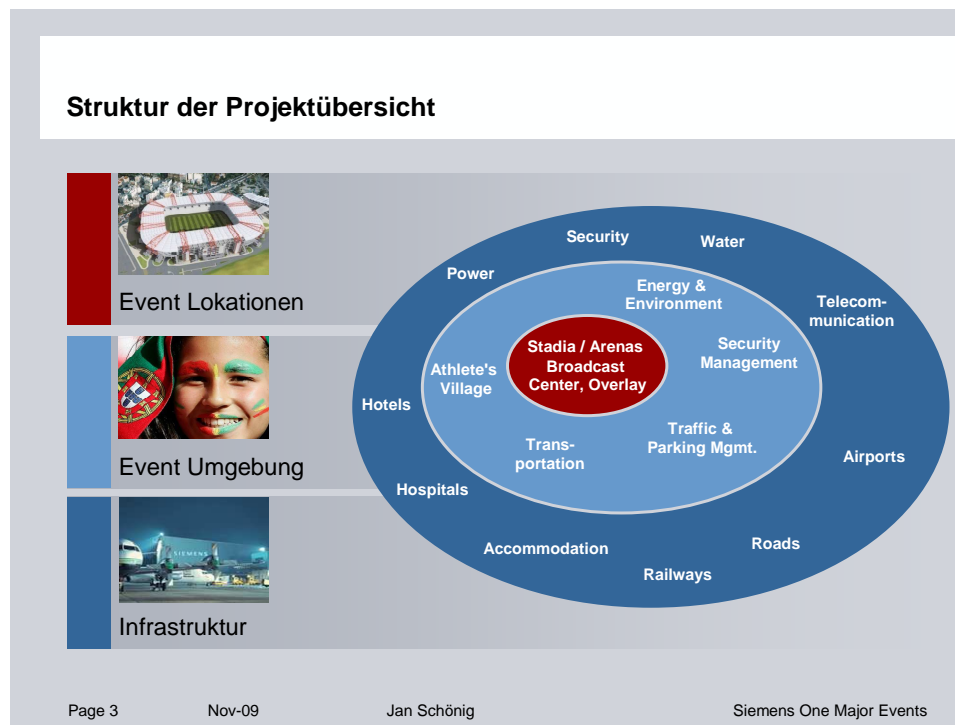 Struktur der Projektübersicht
Event Lokationen
Event Umgebung
SIEMENS
Infrastruktur
Security
Water
Power
Telecom-
munication
Hotels
Airports
Hospitals
Accommodation
Roads
Railways
Energy &
Environment
Security
Management
Athlete's
Village
Traffic &
Parking Mgmt.
Trans-
portation
Stadia / Arenas
Broadcast
Center, Overlay
Page 3
Nov-09
Jan Schönig
Siemens One Major Events